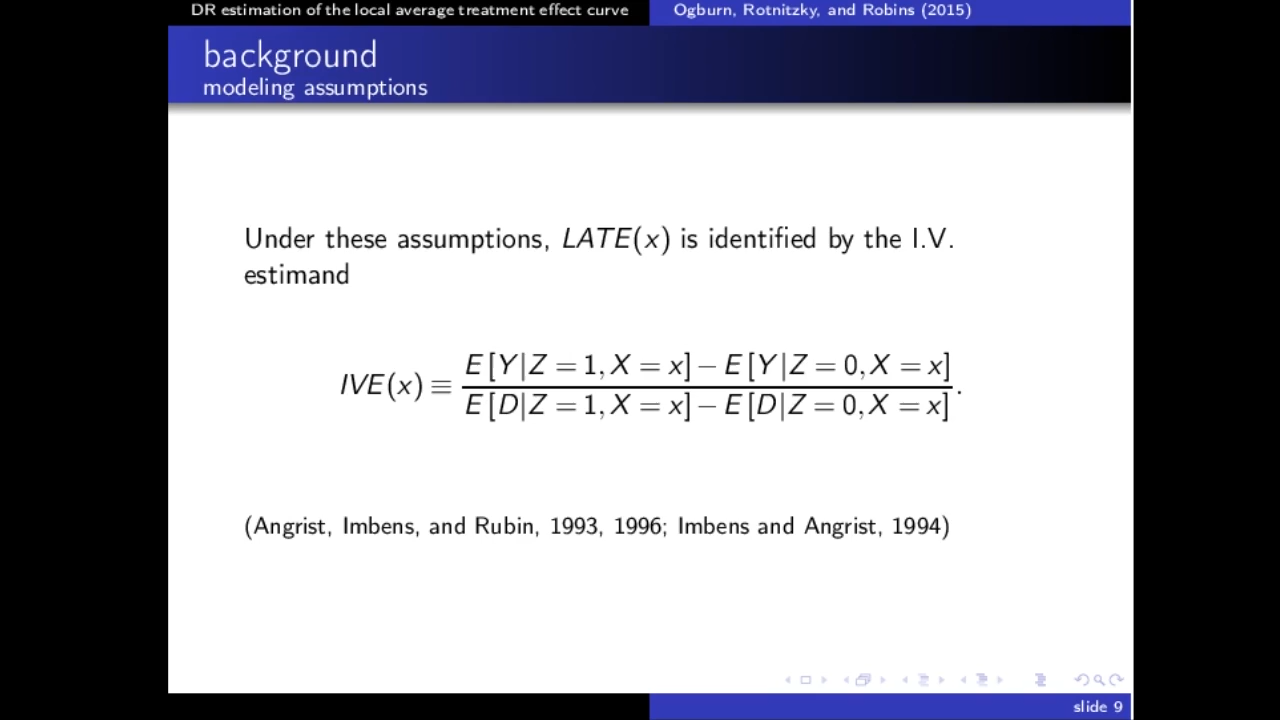 DR estimation of the local average treatment effect curve
Ogburn, Rotnitzky, and Robins (2015)
background
modeling assumptions
Under these assumptions, LATE(x) is identified by the I.V.
estimand
IVE(x) ≡ E[Y|Z = 1, X = x] − E[Y|Z = 0, X = x] / E[D|Z = 1, X = x] − E[D|Z = 0, X = x] .
(Angrist, Imbens, and Rubin, 1993, 1996; Imbens and Angrist, 1994)
slide 9